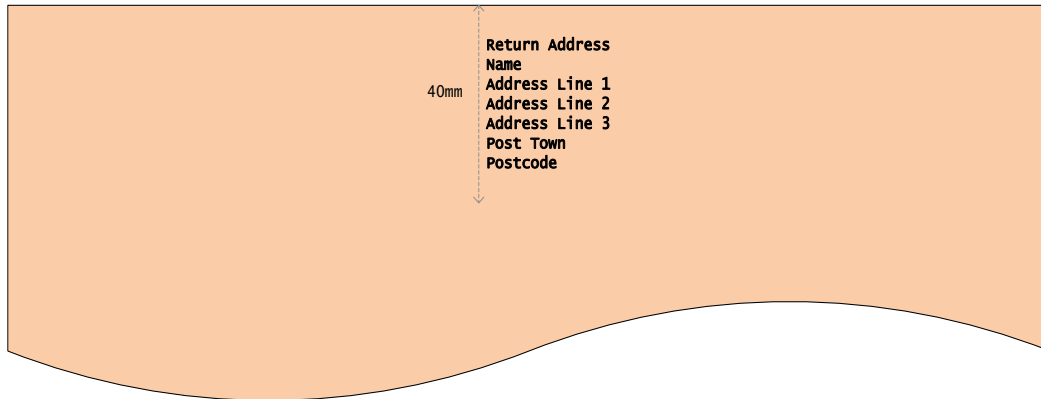 Return Address
Name
Address Line 1
40mm
Address Line 2
Address Line 3
Post Town
Postcode